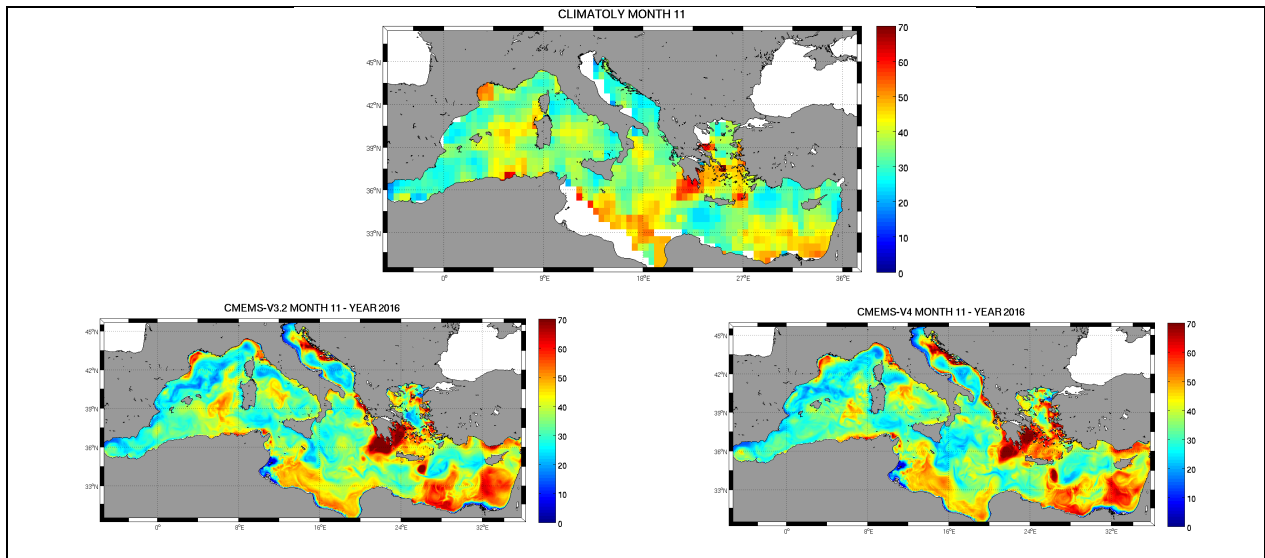 CLIMATOLY MONTH 11
70
60
50
40
30
20
10
0
45°N
42°N
39°N
36°N
33°N
0°
9°E
18°E
27°E
36°E
CMEMS-V3.2 MONTH 11 - YEAR 2016
70
60
50
40
30
20
10
0
45°N
42°N
39°N
36°N
33°N
0°
8°E
16°E
24°E
32°E
CMEMS-V4 MONTH 11 - YEAR 2016
70
60
50
40
30
20
10
0
45°N
42°N
39°N
36°N
33°N
0°
8°E
16°E
24°E
32°E